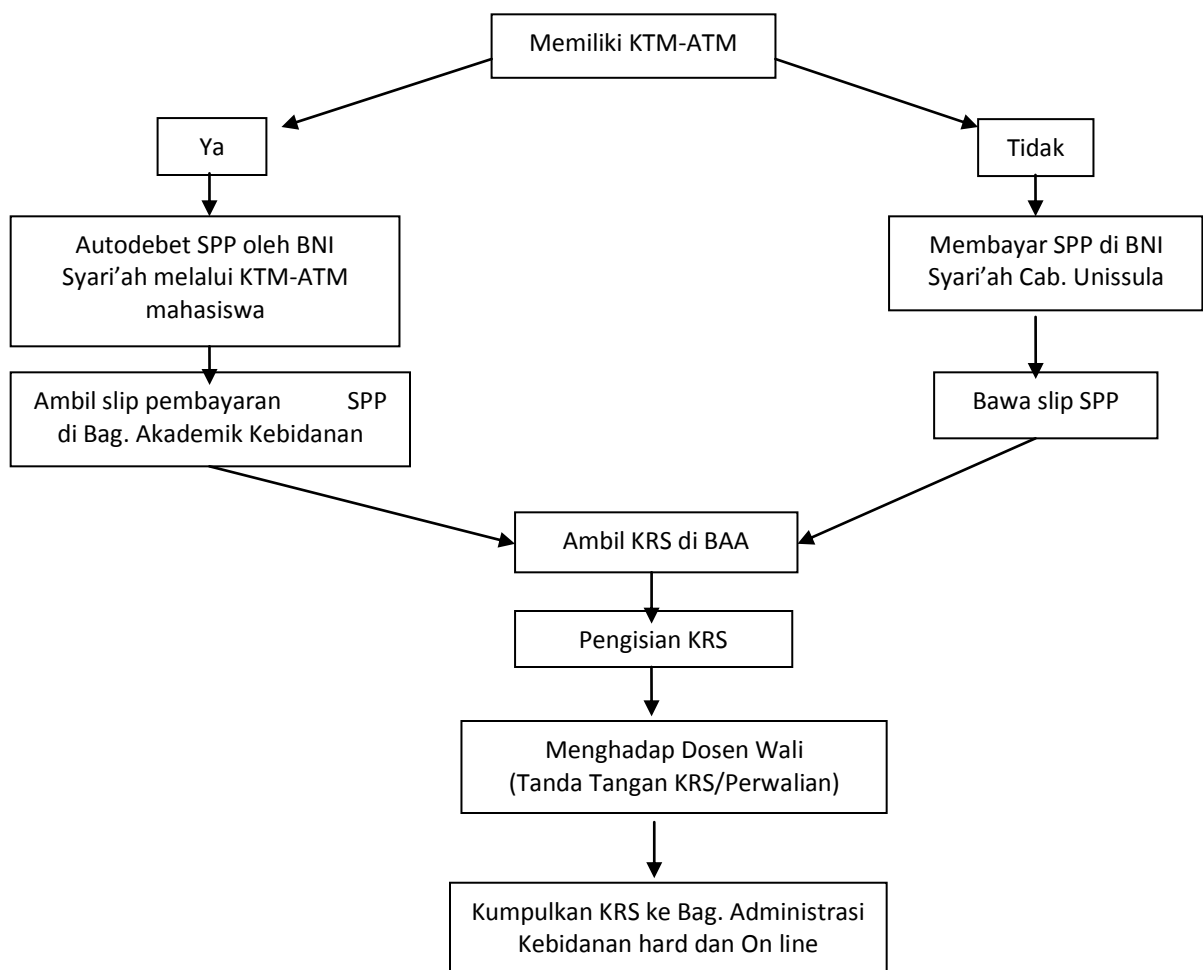 Memiliki KTM-ATM
Ya
Tidak
Autodebet SPP oleh BNI
Syari’ah melalui KTM-ATM
mahasiswa
Membayar SPP di BNI
Syari’ah Cab. Unissula
Ambil slip pembayaran SPP
di Bag. Akademik Kebidanan
Bawa slip SPP
Ambil KRS di BAA
Pengisian KRS
Menghadap Dosen Wali
(Tanda Tangan KRS/Perwalian)
Kumpulkan KRS ke Bag. Administrasi
Kebidanan hard dan On line